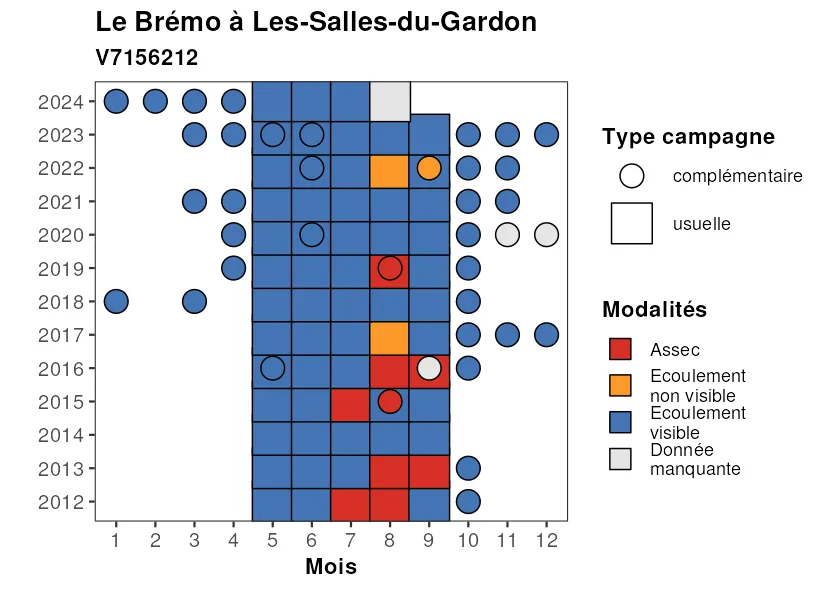 Le Brémo à Les-Salles-du-Gardon
V7156212
2024
2023
2022
2021
2020
2019
2018
2017
2016
2015
2014
2013
2012
1 2 3 4 5 6 7 8 9 10 11 12
Mois
Type campagne
complémentaire
usuelle
Modalités
Assec
Ecoulement
non visible
Ecoulement
visible
Donnée
manquante